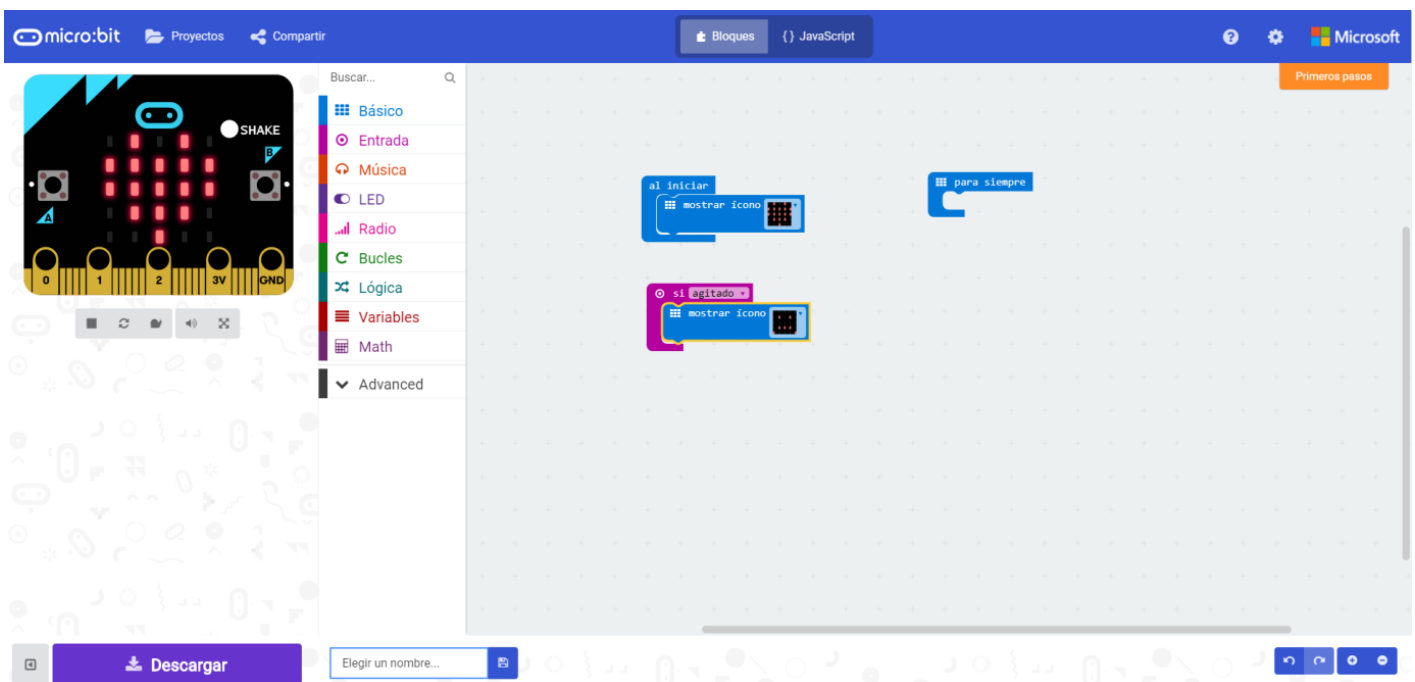 micro:bit Proyectos Compartir Bloques {} JavaScript Microsoft
Primeros pasos
Buscar...
Básico
Entrada
Música
LED
Radio
Bucles
Lógica
Variables
Math
Advanced
SHAKE
B
A
0 1 2 3V GND
al iniciar
mostrar ícono
para siempre
si agitado
mostrar ícono
Descargar
Elegir un nombre...